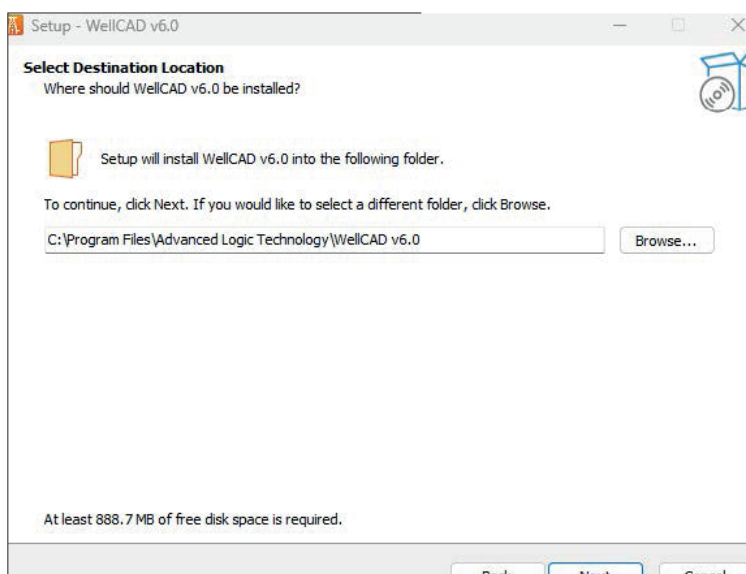 Setup - WellCAD v6.0
Select Destination Location
Where should WellCAD v6.0 be installed?
Setup will install WellCAD v6.0 into the following folder.
To continue, click Next. If you would like to select a different folder, click Browse.
C:\Program Files\Advanced Logic Technology\WellCAD v6.0
Browse...
At least 888.7 MB of free disk space is required.